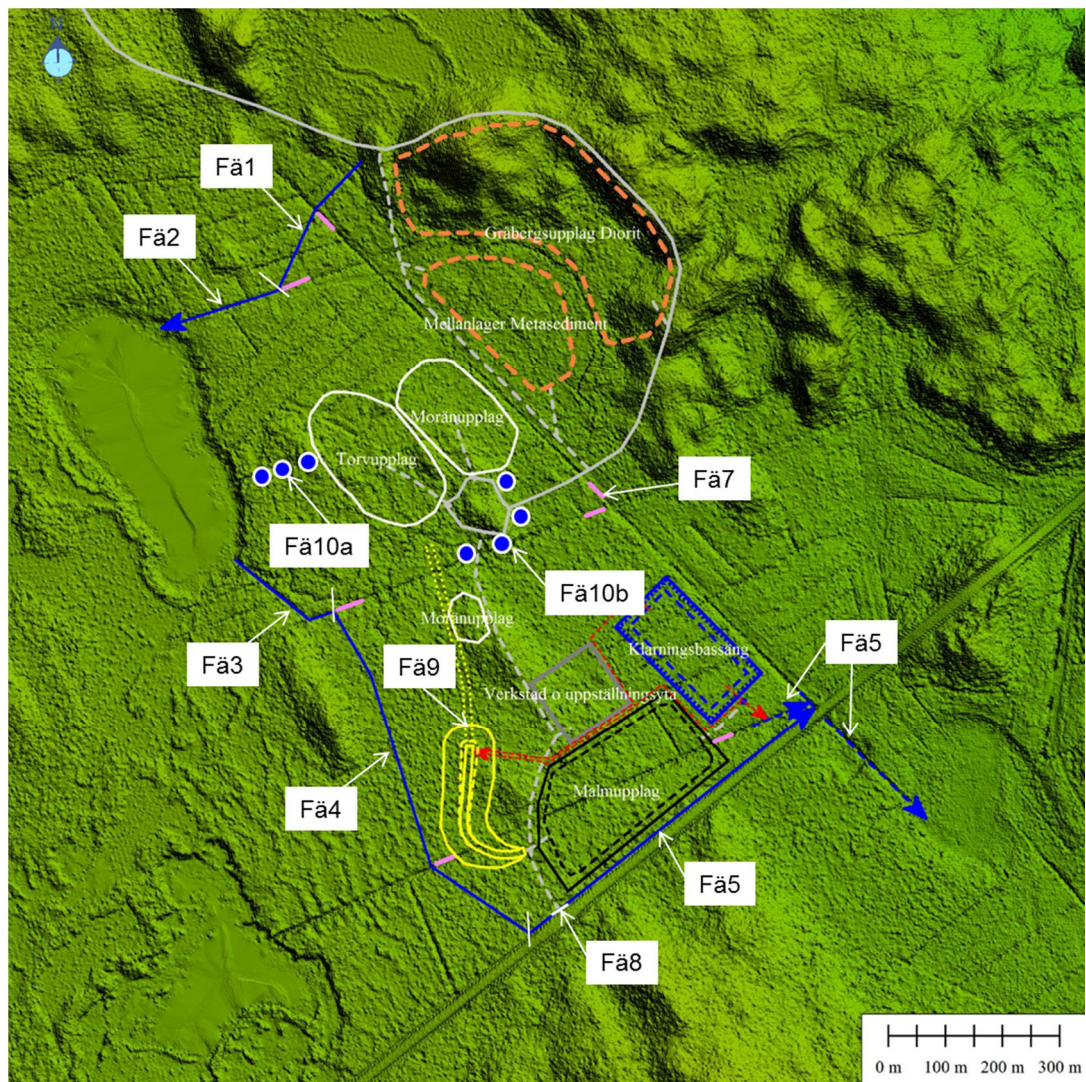 N
Fä1
Fä2
Gråbergsupplag Diorit
Mellanlager Metasediment
Moränupplag
Torvupplag
Fä7
Fä10a
Fä10b
Moränupplag
Fä3
Fä9
Klarningsbassäng
Fä5
Verkstad o uppställningsyta
Fä4
Malmupplag
Fä5
Fä8
0 m 100 m 200 m 300 m